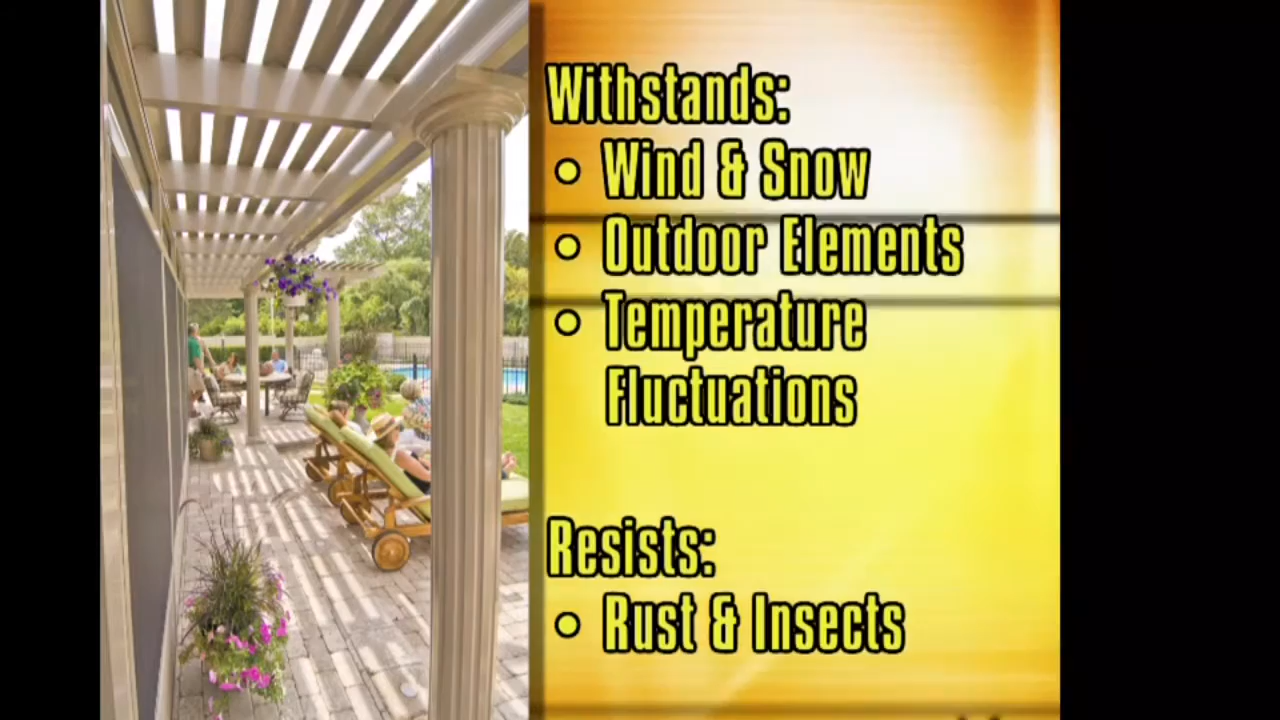 Withstands:
• Wind & Snow
• Outdoor Elements
• Temperature
Fluctuations
Resists:
• Rust & Insects